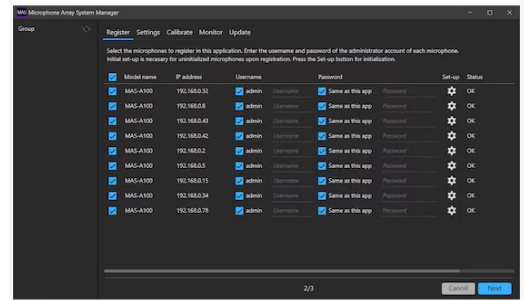 MAS Microphone Array System Manager
Group
Register Settings Calibrate Monitor Update
Select the microphones to register in this application. Enter the username and password of the administrator account of each microphone.
Initial set-up is necessary for uninitialized microphones upon registration. Press the Set-up button for initialization.
Model name IP address Username Password Set-up Status
MAS-A100 192.168.0.32 admin Username Same as this app Password OK
MAS-A100 192.168.0.8 admin Username Same as this app Password OK
MAS-A100 192.168.0.43 admin Username Same as this app Password OK
MAS-A100 192.168.0.42 admin Username Same as this app Password OK
MAS-A100 192.168.0.2 admin Username Same as this app Password OK
MAS-A100 192.168.0.5 admin Username Same as this app Password OK
MAS-A100 192.168.0.15 admin Username Same as this app Password OK
MAS-A100 192.168.0.34 admin Username Same as this app Password OK
MAS-A100 192.168.0.78 admin Username Same as this app Password OK
2/3
Cancel Next